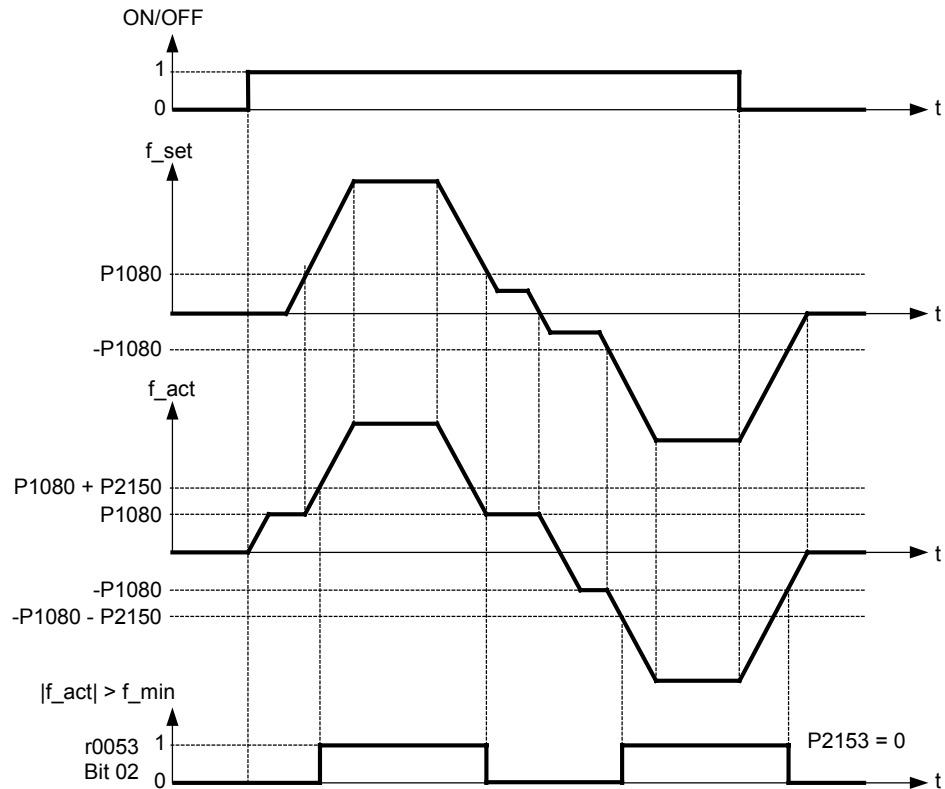 ON/OFF
1
0
t
f_set
P1080
t
-P1080
f_act
P1080 + P2150
P1080
t
-P1080
-P1080 - P2150
|f_act| > f_min
r0053 1
P2153 = 0
Bit 02
0
t